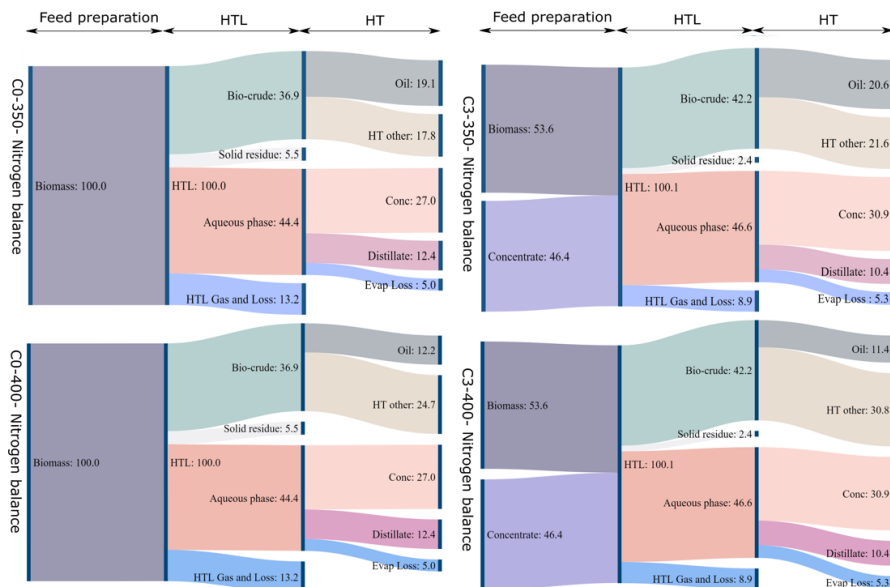 Feed preparation
HTL
HT
C0-350- Nitrogen balance
Biomass: 100.0
Bio-crude: 36.9
Solid residue: 5.5
HTL: 100.0
Aqueous phase: 44.4
HTL Gas and Loss: 13.2
Oil: 19.1
HT other: 17.8
Conc: 27.0
Distillate: 12.4
Evap Loss : 5.0
Feed preparation
HTL
HT
C3-350- Nitrogen balance
Biomass: 53.6
Concentrate: 46.4
Bio-crude: 42.2
Solid residue: 2.4
HTL: 100.1
Aqueous phase: 46.6
HTL Gas and Loss: 8.9
Oil: 20.6
HT other: 21.6
Conc: 30.9
Distillate: 10.4
Evap Loss : 5.3
C0-400- Nitrogen balance
Biomass: 100.0
Bio-crude: 36.9
Solid residue: 5.5
HTL: 100.0
Aqueous phase: 44.4
HTL Gas and Loss: 13.2
Oil: 12.2
HT other: 24.7
Conc: 27.0
Distillate: 12.4
Evap Loss: 5.0
C3-400- Nitrogen balance
Biomass: 53.6
Concentrate: 46.4
Bio-crude: 42.2
Solid residue: 2.4
HTL: 100.1
Aqueous phase: 46.6
HTL Gas and Loss: 8.9
Oil: 11.4
HT other: 30.8
Conc: 30.9
Distillate: 10.4
Evap Loss: 5.3